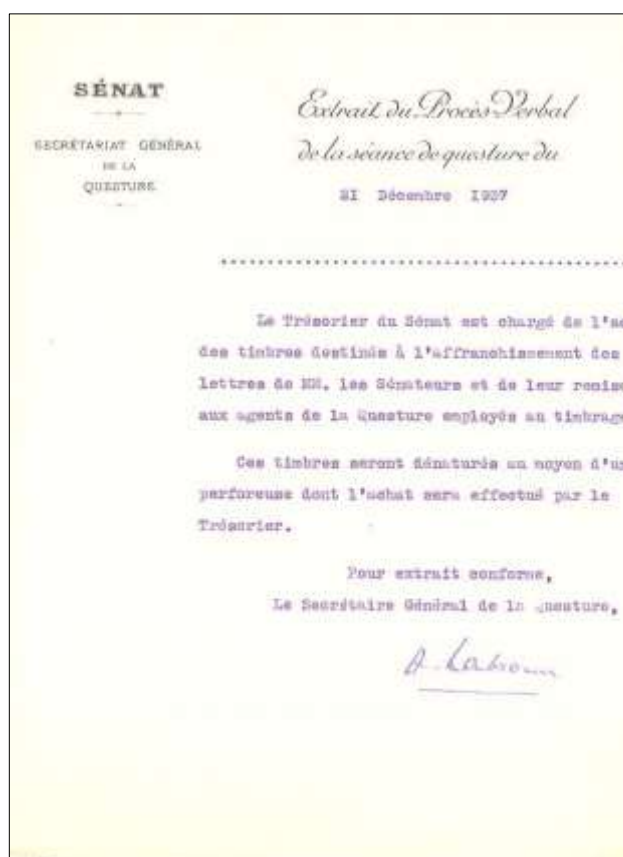 SÉNAT
SECRÉTARIAT GÉNÉRAL
DE LA
QUESTURE
Extrait du Procès Verbal
de la séance de questure du
21 Décembre 1937
Le Trésorier du Sénat est chargé de
des timbres destinés à l'affranchissement des
lettres de MM. les Sénateurs et de leur remise
aux agents de la Questure employés au timbrage
Ces timbres seront dénaturés au moyen
perforeuse dont l'achat sera effectué par le
Trésorier.
Pour extrait conforme,
Le Secrétaire Général de la Questure,